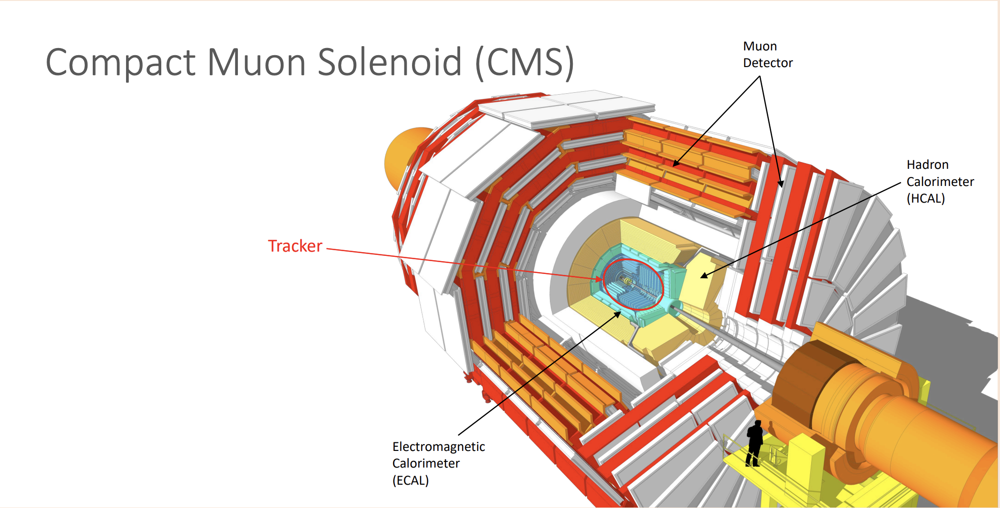 Compact Muon Solenoid (CMS)
Muon
Detector
Hadron
Calorimeter
(HCAL)
Tracker
Electromagnetic
Calorimeter
(ECAL)